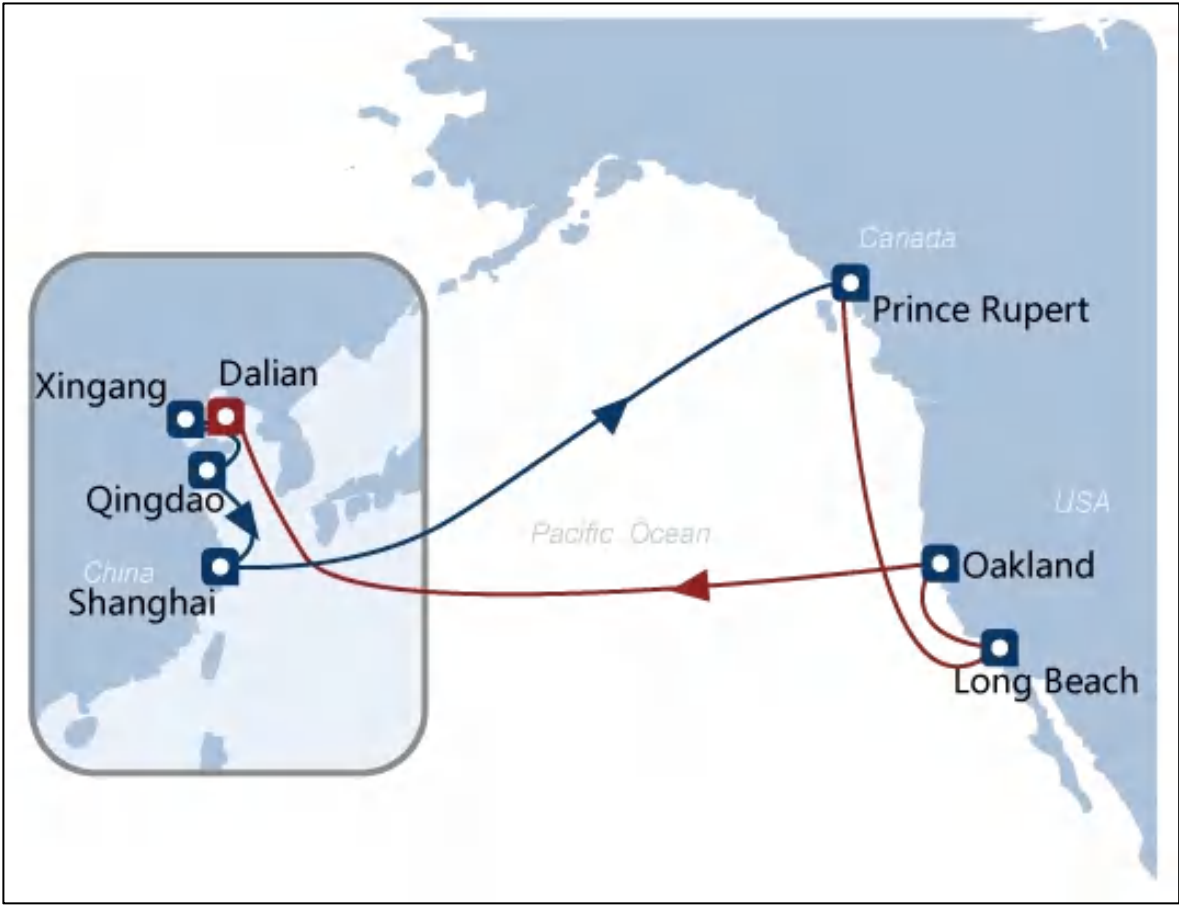 Canada
Prince Rupert
Dalian
Xingang
Qingdao
USA
Pacific Ocean
Oakland
China
Shanghai
Long Beach